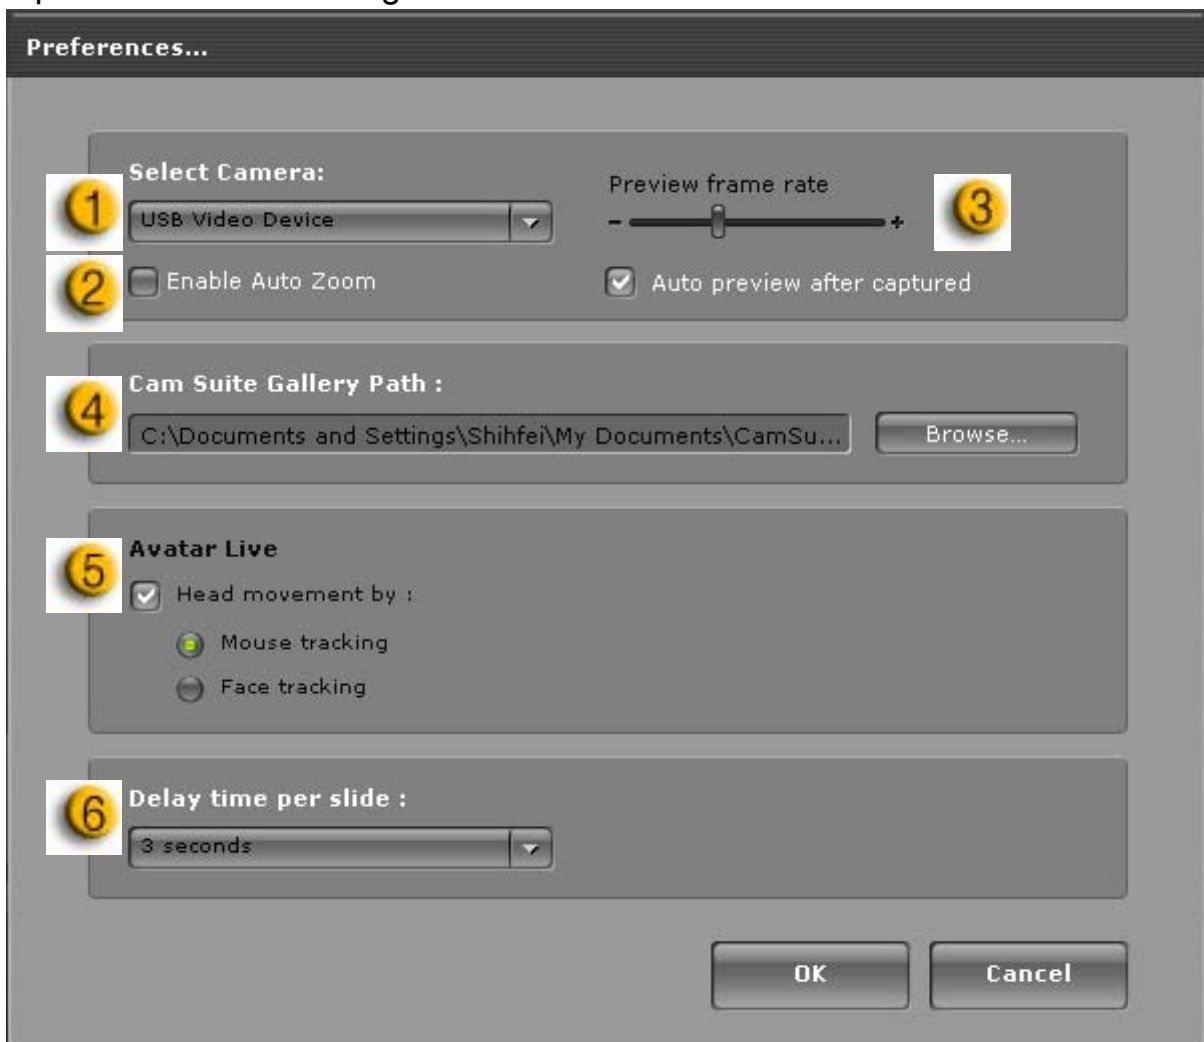 Preferences...
Select Camera:
Preview frame rate
1
USB Video Device
- +
3
2
Enable Auto Zoom
Auto preview after captured
Cam Suite Gallery Path :
4
C:\Documents and Settings\Shihfei\My Documents\CamSu...
Browse...
Avatar Live
5
Head movement by :
Mouse tracking
Face tracking
6
Delay time per slide :
3 seconds
OK
Cancel